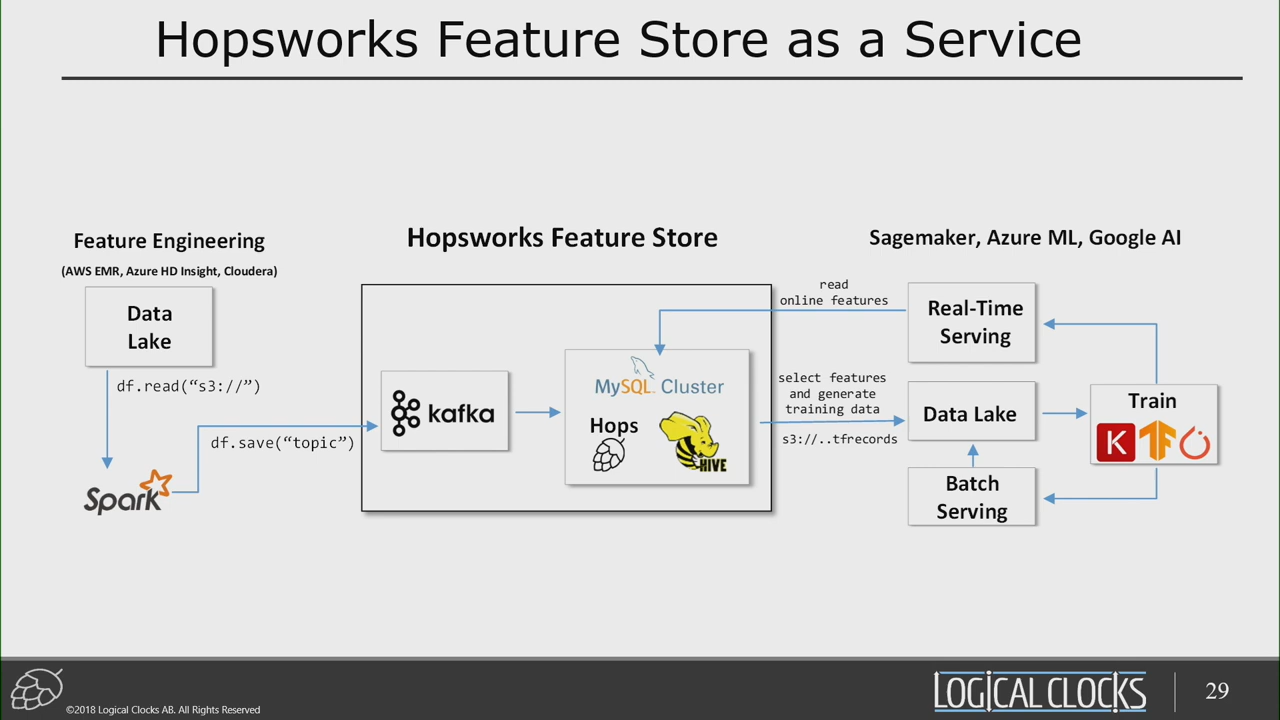 Hopsworks Feature Store as a Service
Feature Engineering
(AWS EMR, Azure HD Insight, Cloudera)
Data
Lake
df.read(“s3://”)
Spark
df.save(“topic”)
Hopsworks Feature Store
kafka
MySQL Cluster
Hops
HIVE
read
online features
select features
and generate
training data
s3://..tfrecords
Sagemaker, Azure ML, Google AI
Real-Time
Serving
Data Lake
Batch
Serving
Train
K
TF
©2018 Logical Clocks AB. All Rights Reserved
LOGICAL CLOCKS
29